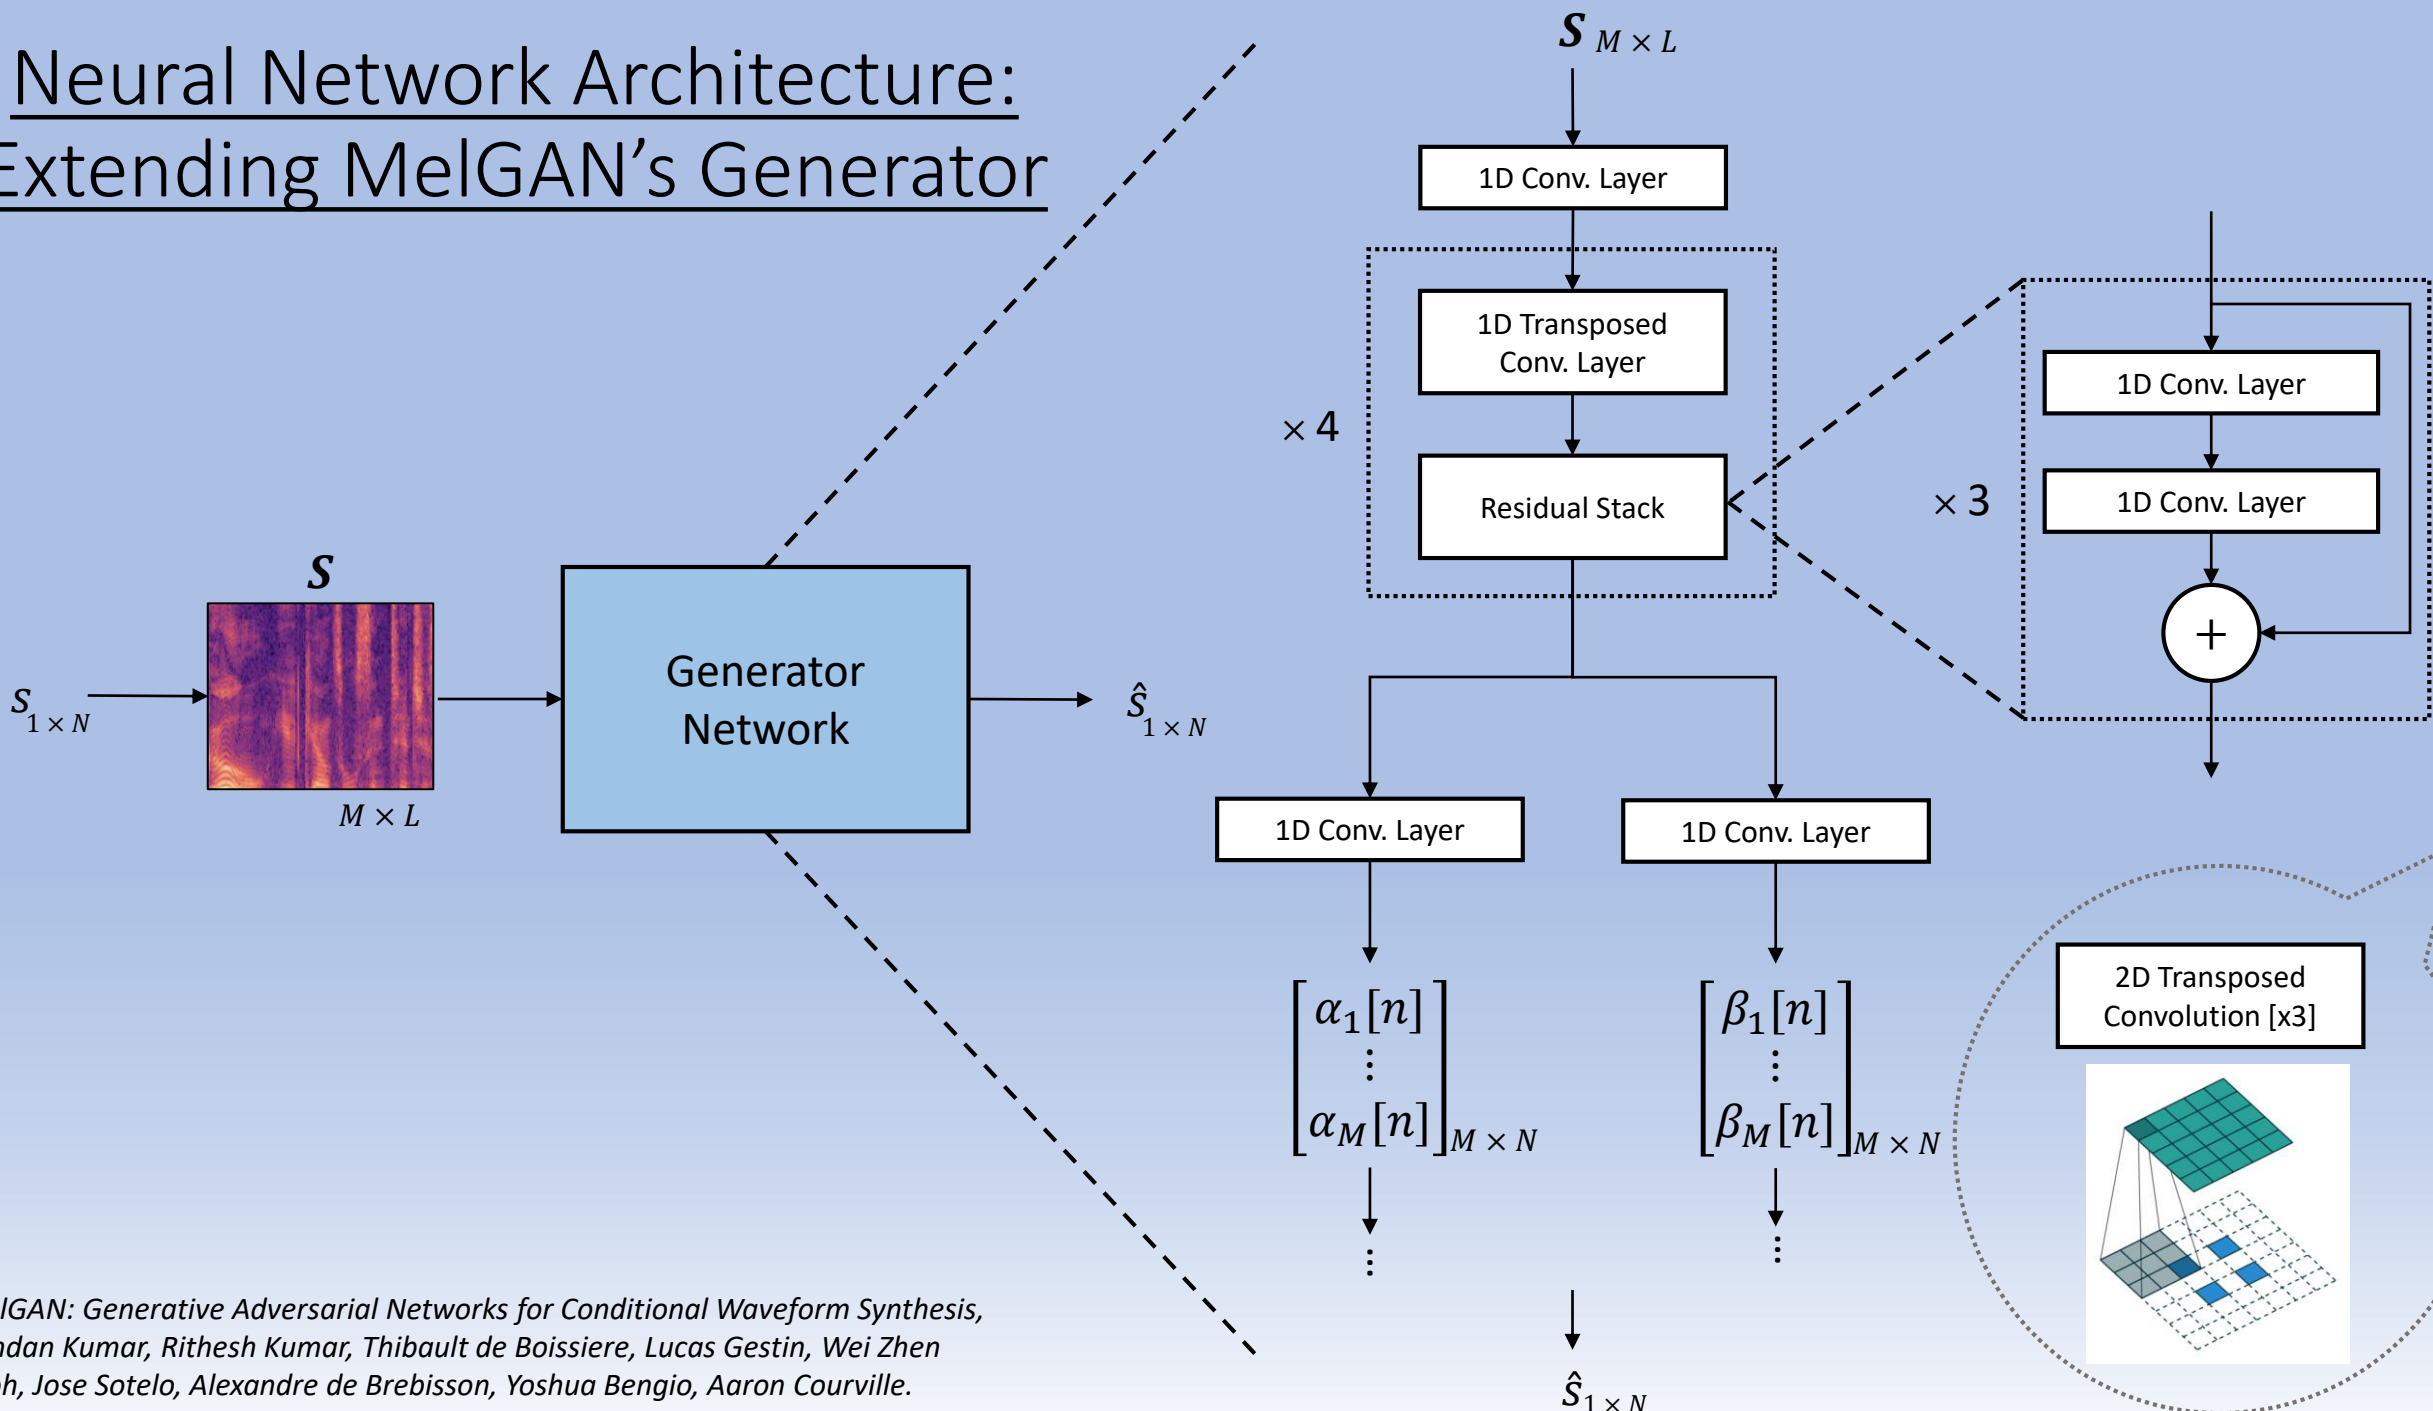 Neural Network Architecture:
Extending MelGAN's Generator
S M × L
1D Conv. Layer
1D Transposed
Conv. Layer
× 4
Residual Stack
1D Conv. Layer
× 3
1D Conv. Layer
+
S
s 1 × N
M × L
Generator
Network
ŝ 1 × N
1D Conv. Layer
1D Conv. Layer
α1[n]
⋮
αM[n] M × N
⋮
β1[n]
⋮
βM[n] M × N
⋮
ŝ 1 × N
2D Transposed
Convolution [x3]
lGAN: Generative Adversarial Networks for Conditional Waveform Synthesis,
ndan Kumar, Rithesh Kumar, Thibault de Boissiere, Lucas Gestin, Wei Zhen
h, Jose Sotelo, Alexandre de Brebisson, Yoshua Bengio, Aaron Courville.